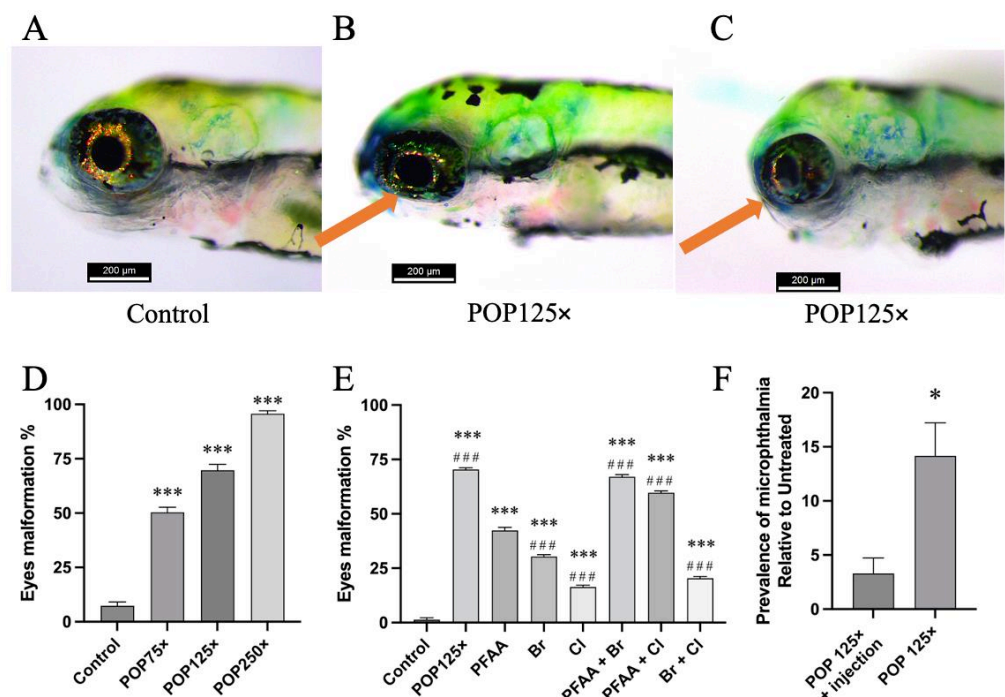 A
B
C
200 µm
200 µm
200 µm
Control
POP125×
POP125×
D
Eyes malformation %
100
75
50
25
0
***
***
***
Control
POP75×
POP125×
POP250×
E
Eyes malformation %
100
75
50
25
0
***
###
***
***
###
***
###
***
###
***
###
***
###
Control
POP125×
PFAA
Br
Cl
PFAA + Br
PFAA + Cl
Br + Cl
F
Prevalence of microphthalmia
Relative to Untreated
20
15
10
5
0
*
POP 125×
+ injection
POP 125×